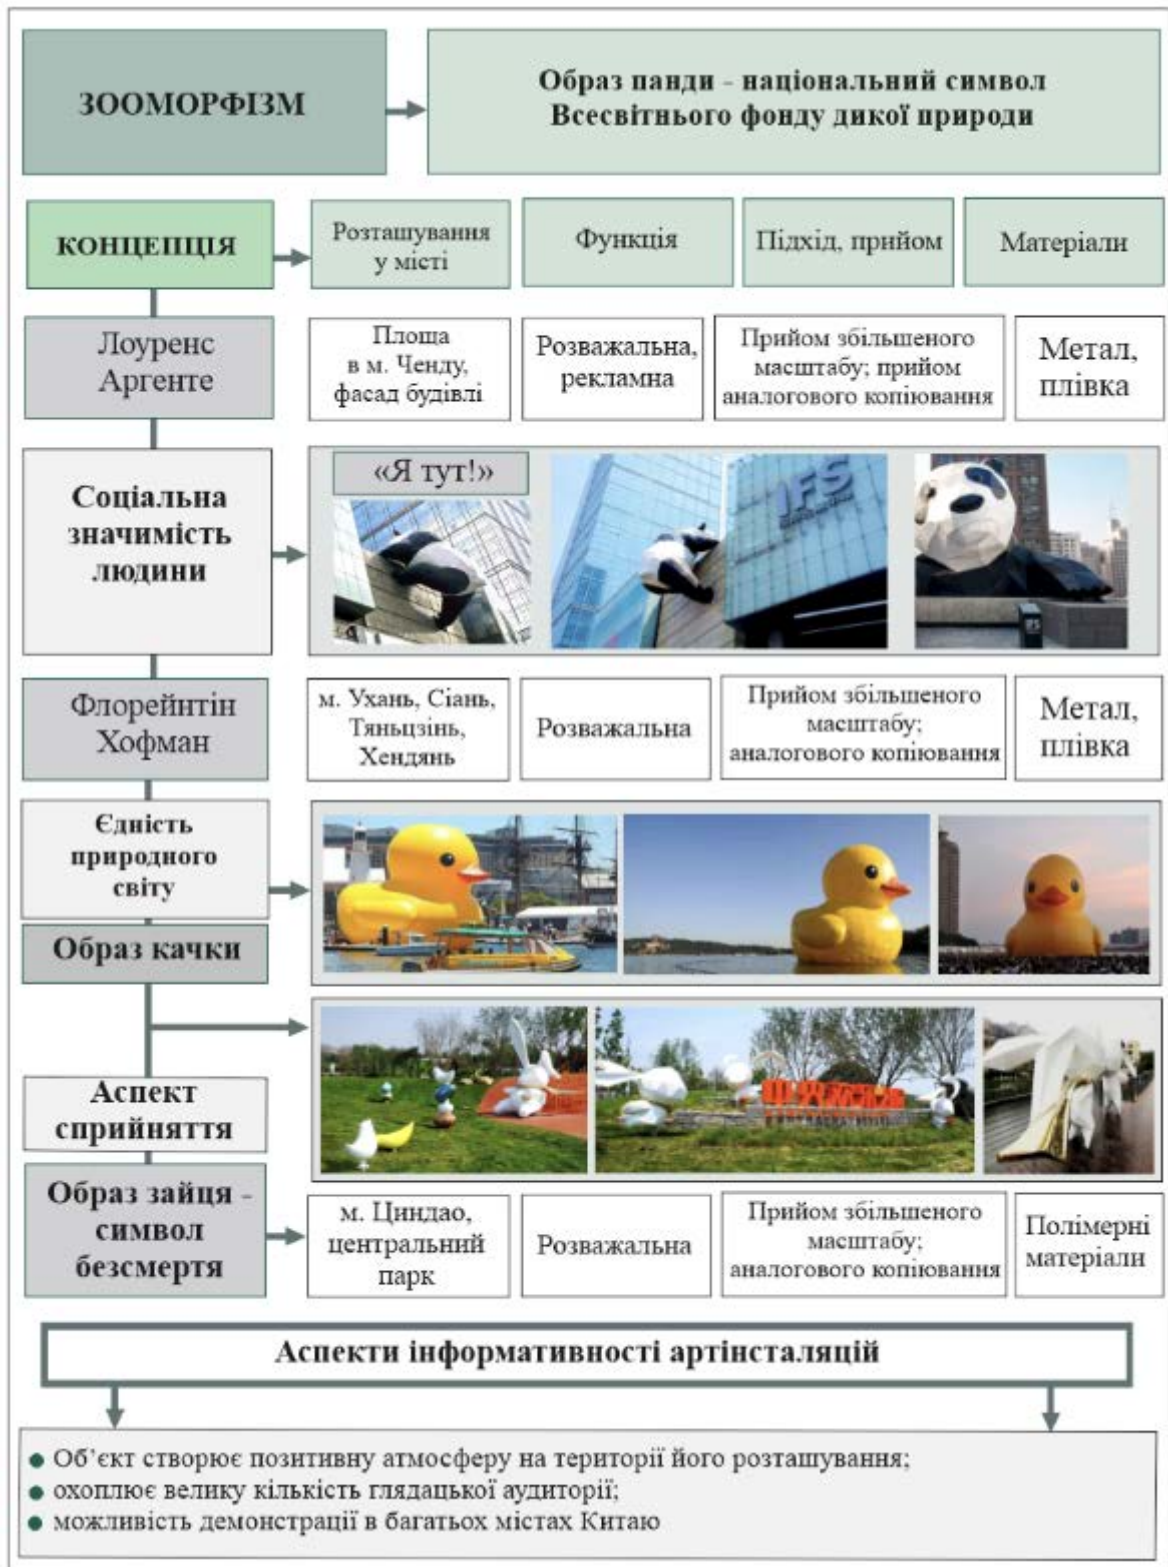 ЗООМОРФІЗМ
Образ панди - національний символ
Всесвітнього фонду дикої природи
КОНЦЕПЦІЯ
Розташування
у місті
Функція
Підхід, прийом
Матеріали
Лоуренс
Аргенте
Площа
в м. Ченду,
фасад будівлі
Розважальна,
рекламна
Прийом збільшеного
масштабу; прийом
аналогового копіювання
Метал,
плівка
Соціальна
значимість
людини
«Я тут!»
IFS
Флорейнтін
Хофман
м. Ухань, Сіань,
Тяньцзінь,
Хендянь
Розважальна
Прийом збільшеного
масштабу;
аналогового копіювання
Метал,
плівка
Єдність
природного
світу
Образ качки
Аспект
сприйняття
Образ зайця -
символ
безсмертя
м. Циндао,
центральний
парк
Розважальна
Прийом збільшеного
масштабу;
аналогового копіювання
Полімерні
матеріали
Аспекти інформативності артінсталяцій
● Об’єкт створює позитивну атмосферу на території його розташування;
● охоплює велику кількість глядацької аудиторії;
● можливість демонстрації в багатьох містах Китаю